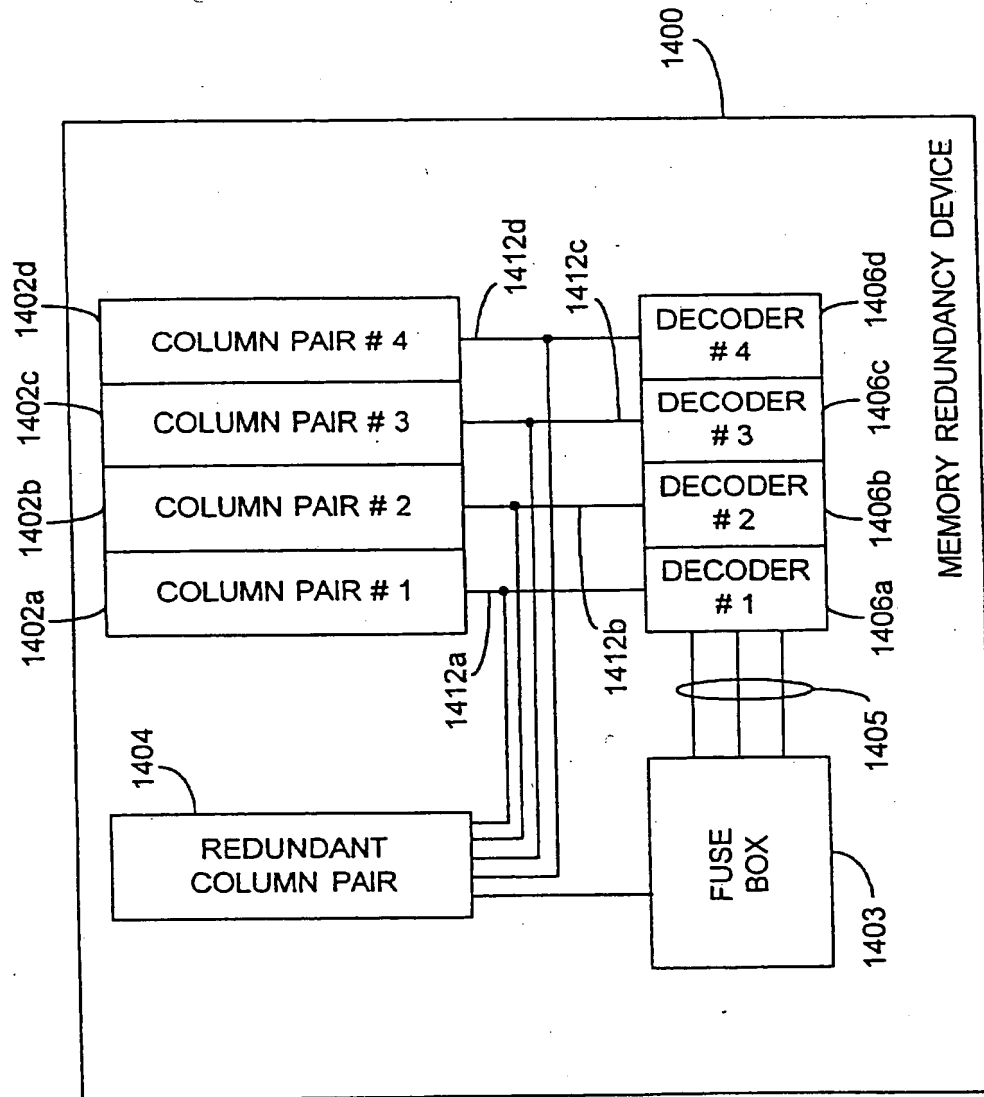 1400
1402d
1402c
1402b
1402a
COLUMN PAIR # 4
COLUMN PAIR # 3
COLUMN PAIR # 2
COLUMN PAIR # 1
1404
REDUNDANT
COLUMN PAIR
1412d
1412c
1412a
1412b
DECODER
# 4
DECODER
# 3
DECODER
# 2
DECODER
# 1
1406d
1406c
1406b
1406a
1405
FUSE
BOX
1403
MEMORY REDUNDANCY DEVICE